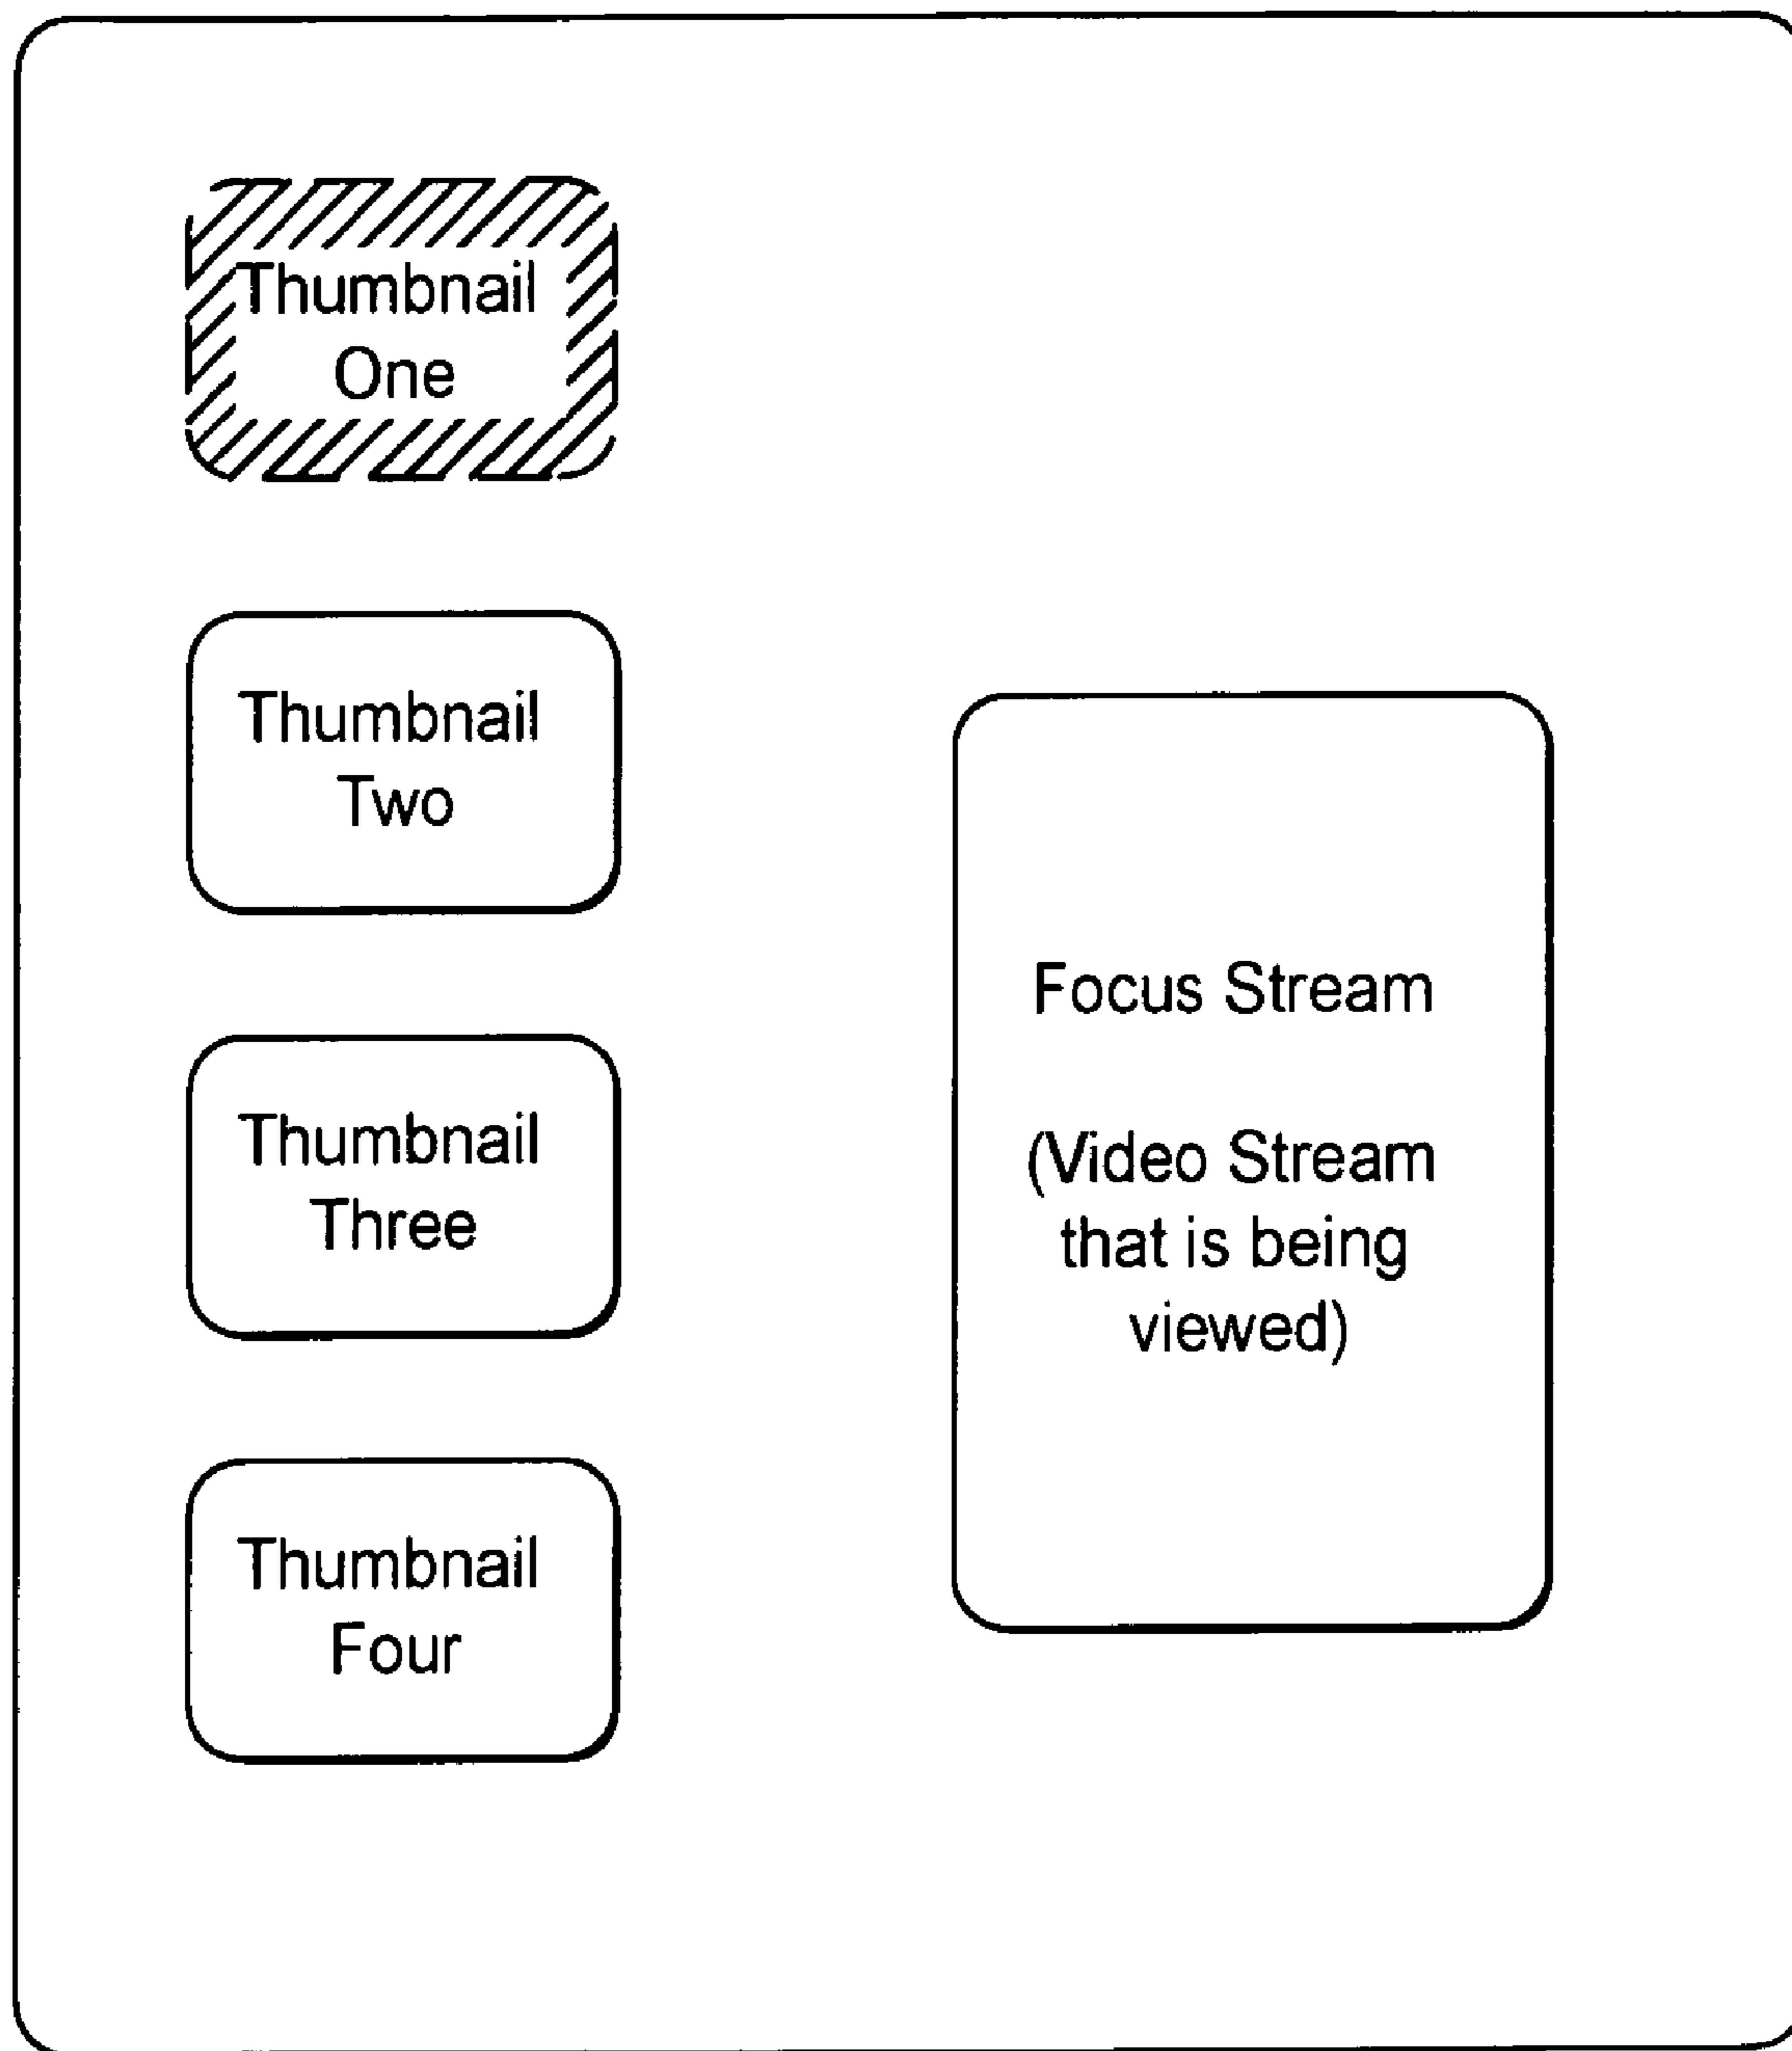 Thumbnail
One
Thumbnail
Two
Thumbnail
Three
Thumbnail
Four
Focus Stream
(Video Stream
that is being
viewed)